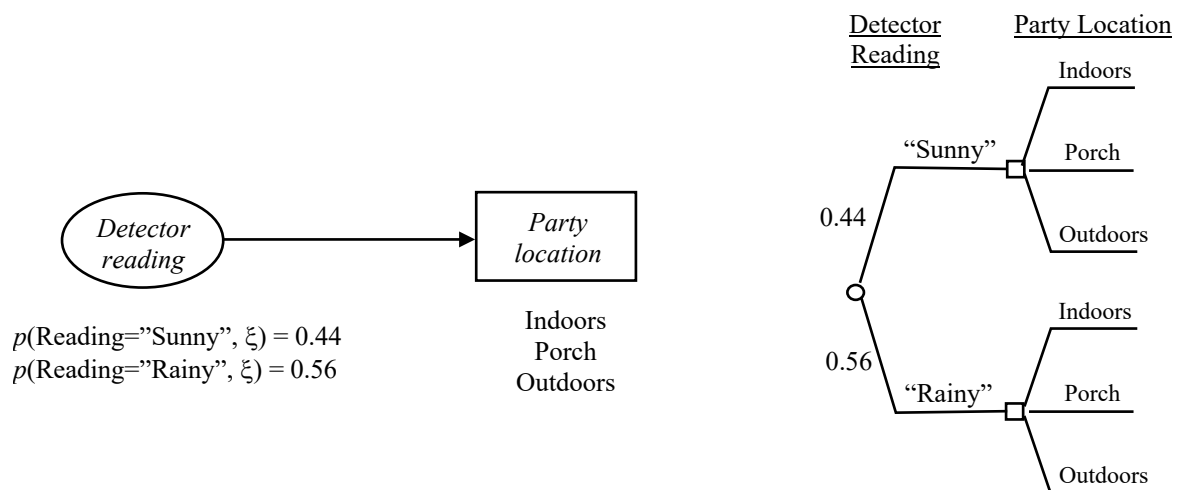 Detector
reading
p(Reading=”Sunny”, ξ) = 0.44
p(Reading=”Rainy”, ξ) = 0.56
Party
location
Indoors
Porch
Outdoors
Detector
Reading
Party Location
Indoors
“Sunny”
Porch
0.44
Outdoors
Indoors
0.56
“Rainy”
Porch
Outdoors